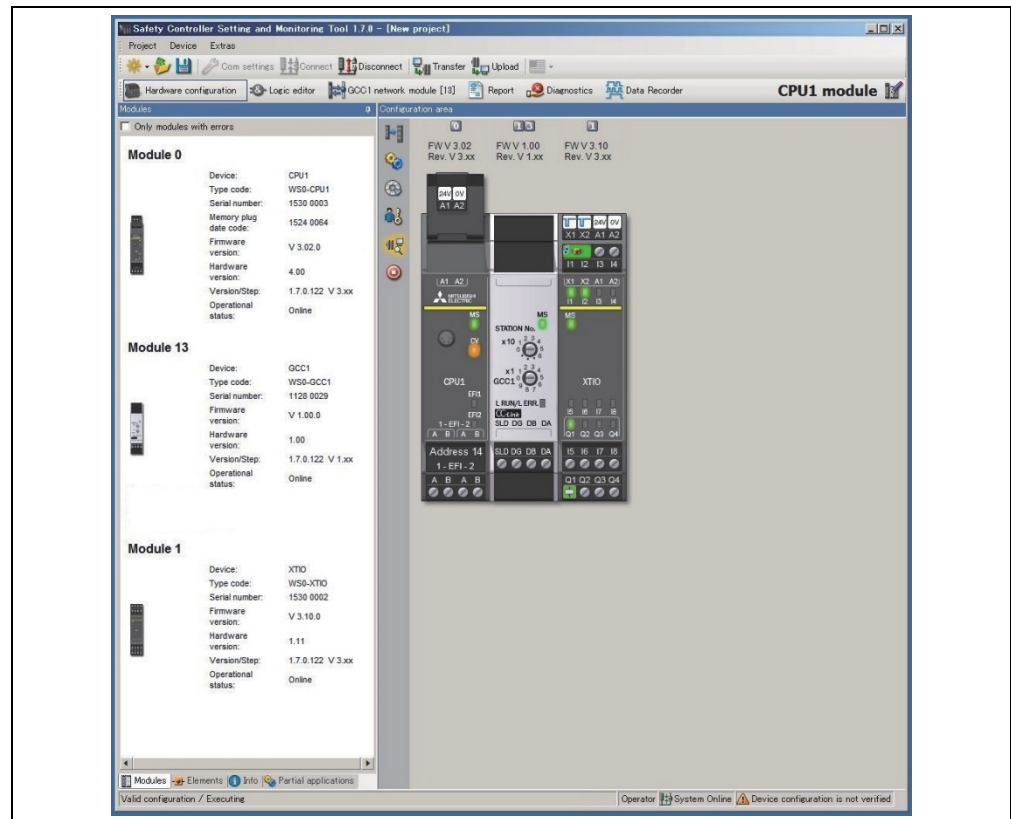 Safety Controller Setting and Monitoring Tool 1.7.0 - [New project]
Project Device Extras
Com settings Connect Disconnect Transfer Upload
Hardware configuration Logic editor GCC1 network module [13] Report Diagnostics Data Recorder CPU1 module
Modules
Configuration area
Only modules with errors
Module 0
Device: CPU1
Type code: WS0-CPU1
Serial number: 1530 0003
Memory plug date code: 1524 0064
Firmware version: V 3.02.0
Hardware version: 4.00
Version/Step: 1.7.0.122 V 3.xx
Operational status: Online
Module 13
Device: GCC1
Type code: WS0-GCC1
Serial number: 1128 0029
Firmware version: V 1.00.0
Hardware version: 1.00
Version/Step: 1.7.0.122 V 1.xx
Operational status: Online
Module 1
Device: XTIO
Type code: WS0-XTIO
Serial number: 1530 0002
Firmware version: V 3.10.0
Hardware version: 1.11
Version/Step: 1.7.0.122 V 3.xx
Operational status: Online
Modules Elements Info Partial applications
0 13 1
FW V 3.02 FW V 1.00 FW V 3.10
Rev. V 3.xx Rev. V 1.xx Rev. V 3.xx
24V 0V
A1 A2
A1 A2
MITSUBISHI ELECTRIC
MS
CV
CPU1
EFI1
EFI2
1 - EFI - 2
A B A B
Address 14
1 - EFI - 2
A B A B
MS
STATION No.
x10
x1
GCC1
L RUN/L ERR.
CC-Link
SLD DG DB DA
SLD DG DB DA
24V 0V
X1 X2 A1 A2
I1 I2 I3 I4
X1 X2 A1 A2
I1 I2 I3 I4
MS
XTIO
I5 I6 I7 I8
Q1 Q2 Q3 Q4
I5 I6 I7 I8
Q1 Q2 Q3 Q4
Valid configuration / Executing
Operator System Online Device configuration is not verified